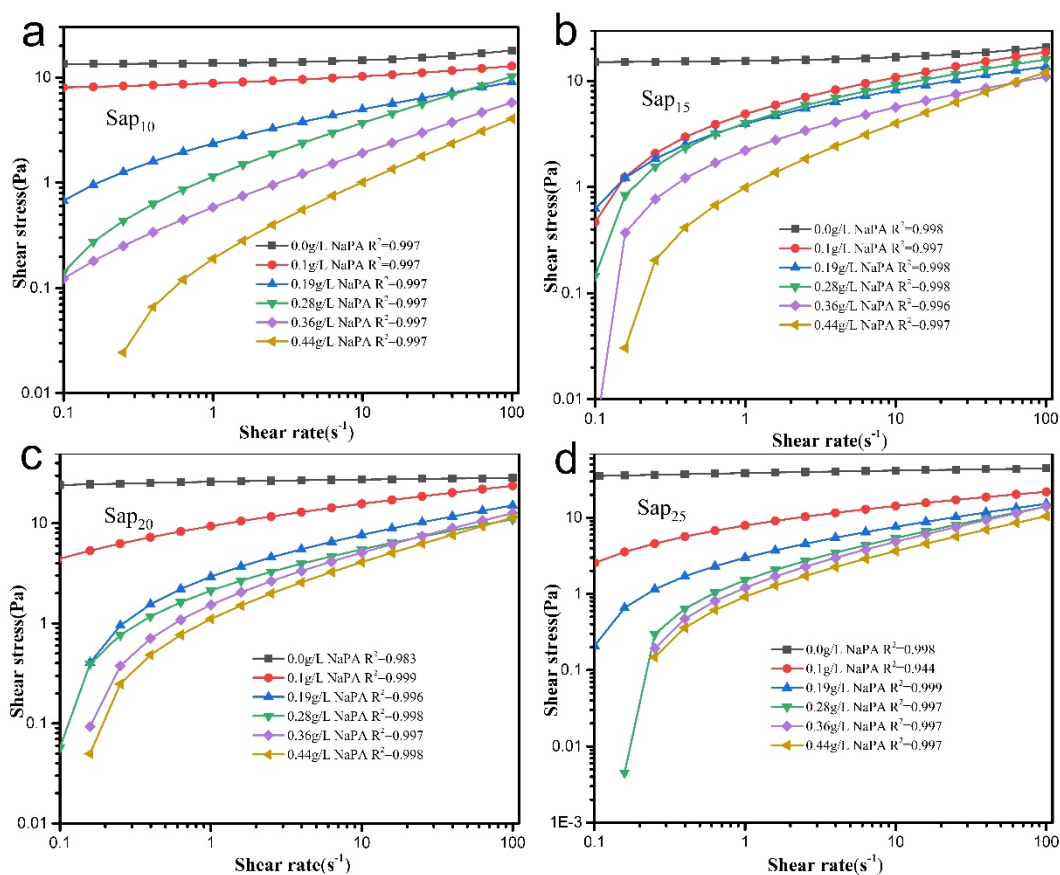 a
Sap10
Shear stress(Pa)
10
1
0.1
0.01
0.0g/L NaPA R²=0.997
0.1g/L NaPA R²=0.997
0.19g/L NaPA R²=0.997
0.28g/L NaPA R²=0.997
0.36g/L NaPA R²=0.997
0.44g/L NaPA R²=0.997
0.1 1 10 100
Shear rate(s⁻¹)
b
Sap15
Shear stress(Pa)
10
1
0.1
0.01
0.0g/L NaPA R²=0.998
0.1g/L NaPA R²=0.997
0.19g/L NaPA R²=0.998
0.28g/L NaPA R²=0.998
0.36g/L NaPA R²=0.996
0.44g/L NaPA R²=0.997
0.1 1 10 100
Shear rate(s⁻¹)
c
Sap20
Shear stress(Pa)
10
1
0.1
0.01
0.0g/L NaPA R²=0.983
0.1g/L NaPA R²=0.999
0.19g/L NaPA R²=0.996
0.28g/L NaPA R²=0.998
0.36g/L NaPA R²=0.997
0.44g/L NaPA R²=0.998
0.1 1 10 100
Shear rate(s⁻¹)
d
Sap25
Shear stress(Pa)
10
1
0.1
0.01
1E-3
0.0g/L NaPA R²=0.998
0.1g/L NaPA R²=0.944
0.19g/L NaPA R²=0.999
0.28g/L NaPA R²=0.997
0.36g/L NaPA R²=0.997
0.44g/L NaPA R²=0.997
0.1 1 10 100
Shear rate(s⁻¹)